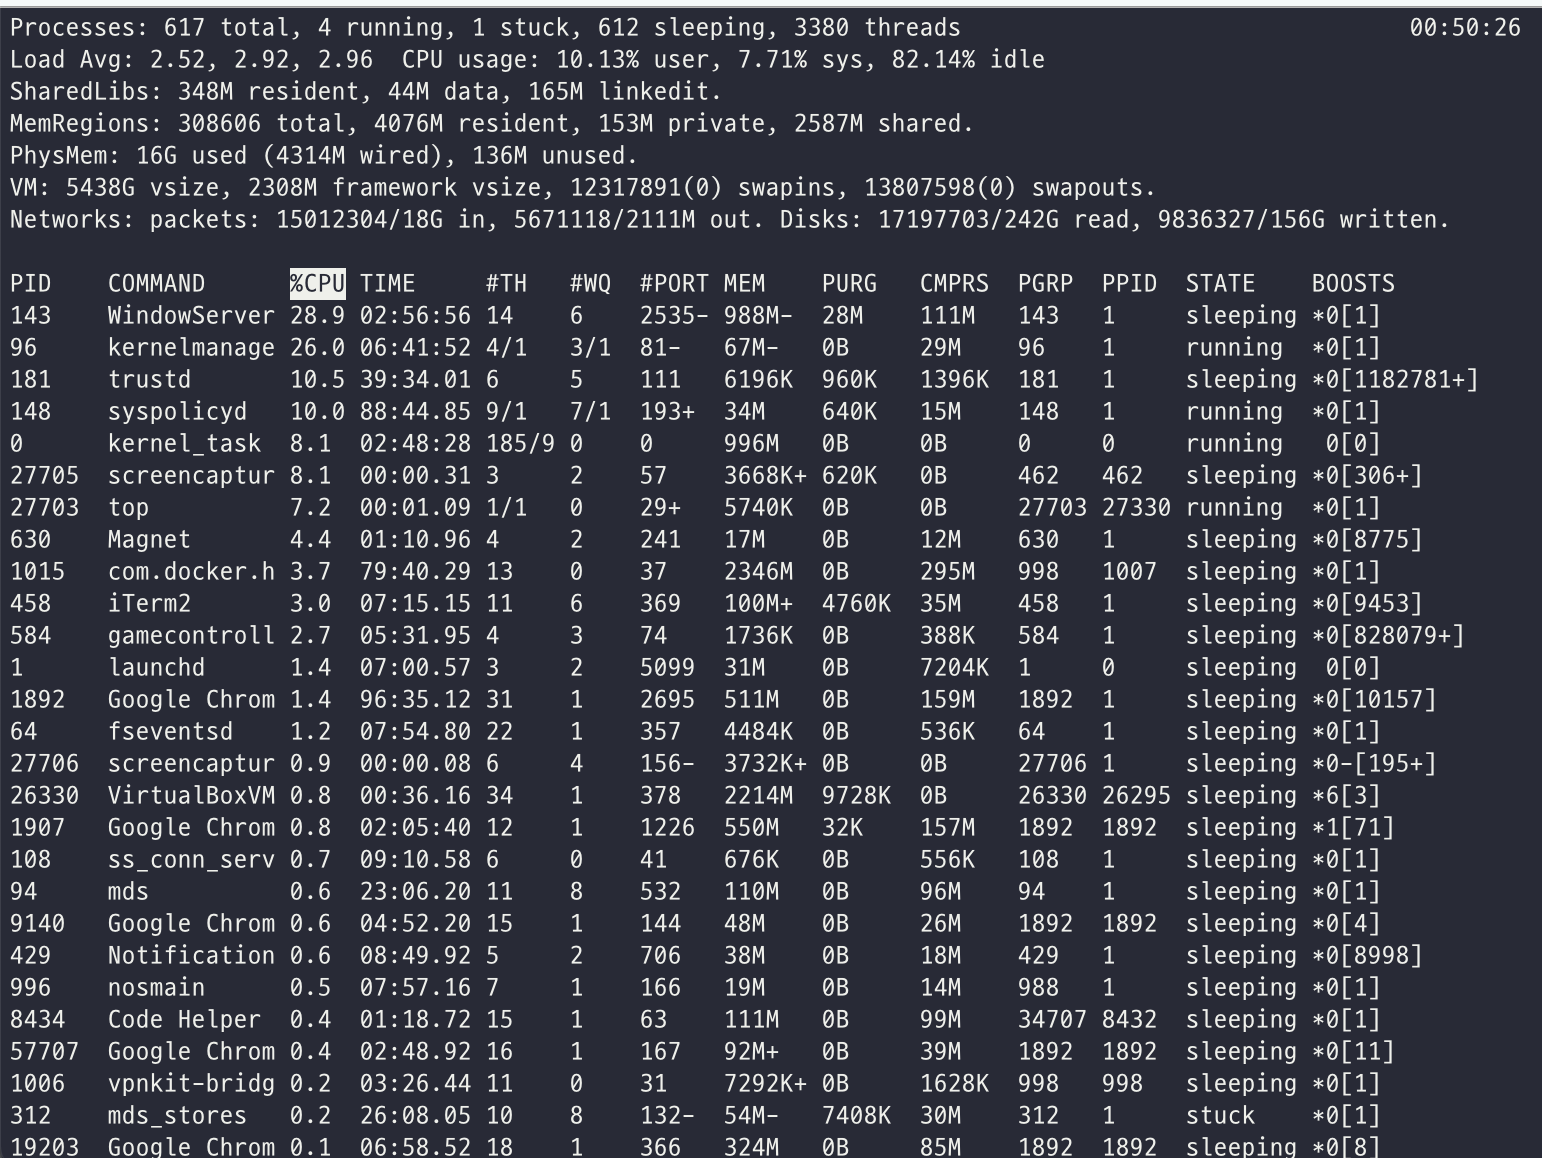 Processes: 617 total, 4 running, 1 stuck, 612 sleeping, 3380 threads 00:50:26
Load Avg: 2.52, 2.92, 2.96 CPU usage: 10.13% user, 7.71% sys, 82.14% idle
SharedLibs: 348M resident, 44M data, 165M linkedit.
MemRegions: 308606 total, 4076M resident, 153M private, 2587M shared.
PhysMem: 16G used (4314M wired), 136M unused.
VM: 5438G vsize, 2308M framework vsize, 12317891(0) swapins, 13807598(0) swapouts.
Networks: packets: 15012304/18G in, 5671118/2111M out. Disks: 17197703/242G read, 9836327/156G written.
PID COMMAND %CPU TIME #TH #WQ #PORT MEM PURG CMPRS PGRP PPID STATE BOOSTS
143 WindowServer 28.9 02:56:56 14 6 2535- 988M- 28M 111M 143 1 sleeping *0[1]
96 kernelmanage 26.0 06:41:52 4/1 3/1 81- 67M- 0B 29M 96 1 running *0[1]
181 trustd 10.5 39:34.01 6 5 111 6196K 960K 1396K 181 1 sleeping *0[1182781+]
148 syspolicyd 10.0 88:44.85 9/1 7/1 193+ 34M 640K 15M 148 1 running *0[1]
0 kernel_task 8.1 02:48:28 185/9 0 0 996M 0B 0B 0 0 running 0[0]
27705 screencaptur 8.1 00:00.31 3 2 57 3668K+ 620K 0B 462 462 sleeping *0[306+]
27703 top 7.2 00:01.09 1/1 0 29+ 5740K 0B 0B 27703 27330 running *0[1]
630 Magnet 4.4 01:10.96 4 2 241 17M 0B 12M 630 1 sleeping *0[8775]
1015 com.docker.h 3.7 79:40.29 13 0 37 2346M 0B 295M 998 1007 sleeping *0[1]
458 iTerm2 3.0 07:15.15 11 6 369 100M+ 4760K 35M 458 1 sleeping *0[9453]
584 gamecontroll 2.7 05:31.95 4 3 74 1736K 0B 388K 584 1 sleeping *0[828079+]
1 launchd 1.4 07:00.57 3 2 5099 31M 0B 7204K 1 0 sleeping 0[0]
1892 Google Chrom 1.4 96:35.12 31 1 2695 511M 0B 159M 1892 1 sleeping *0[10157]
64 fseventsd 1.2 07:54.80 22 1 357 4484K 0B 536K 64 1 sleeping *0[1]
27706 screencaptur 0.9 00:00.08 6 4 156- 3732K+ 0B 0B 27706 1 sleeping *0-[195+]
26330 VirtualBoxVM 0.8 00:36.16 34 1 378 2214M 9728K 0B 26330 26295 sleeping *6[3]
1907 Google Chrom 0.8 02:05:40 12 1 1226 550M 32K 157M 1892 1892 sleeping *1[71]
108 ss_conn_serv 0.7 09:10.58 6 0 41 676K 0B 556K 108 1 sleeping *0[1]
94 mds 0.6 23:06.20 11 8 532 110M 0B 96M 94 1 sleeping *0[1]
9140 Google Chrom 0.6 04:52.20 15 1 144 48M 0B 26M 1892 1892 sleeping *0[4]
429 Notification 0.6 08:49.92 5 2 706 38M 0B 18M 429 1 sleeping *0[8998]
996 nosmain 0.5 07:57.16 7 1 166 19M 0B 14M 988 1 sleeping *0[1]
8434 Code Helper 0.4 01:18.72 15 1 63 111M 0B 99M 34707 8432 sleeping *0[1]
57707 Google Chrom 0.4 02:48.92 16 1 167 92M+ 0B 39M 1892 1892 sleeping *0[11]
1006 vpnkit-bridg 0.2 03:26.44 11 0 31 7292K+ 0B 1628K 998 998 sleeping *0[1]
312 mds_stores 0.2 26:08.05 10 8 132- 54M- 7408K 30M 312 1 stuck *0[1]
19203 Google Chrom 0.1 06:58.52 18 1 366 324M 0B 85M 1892 1892 sleeping *0[8]